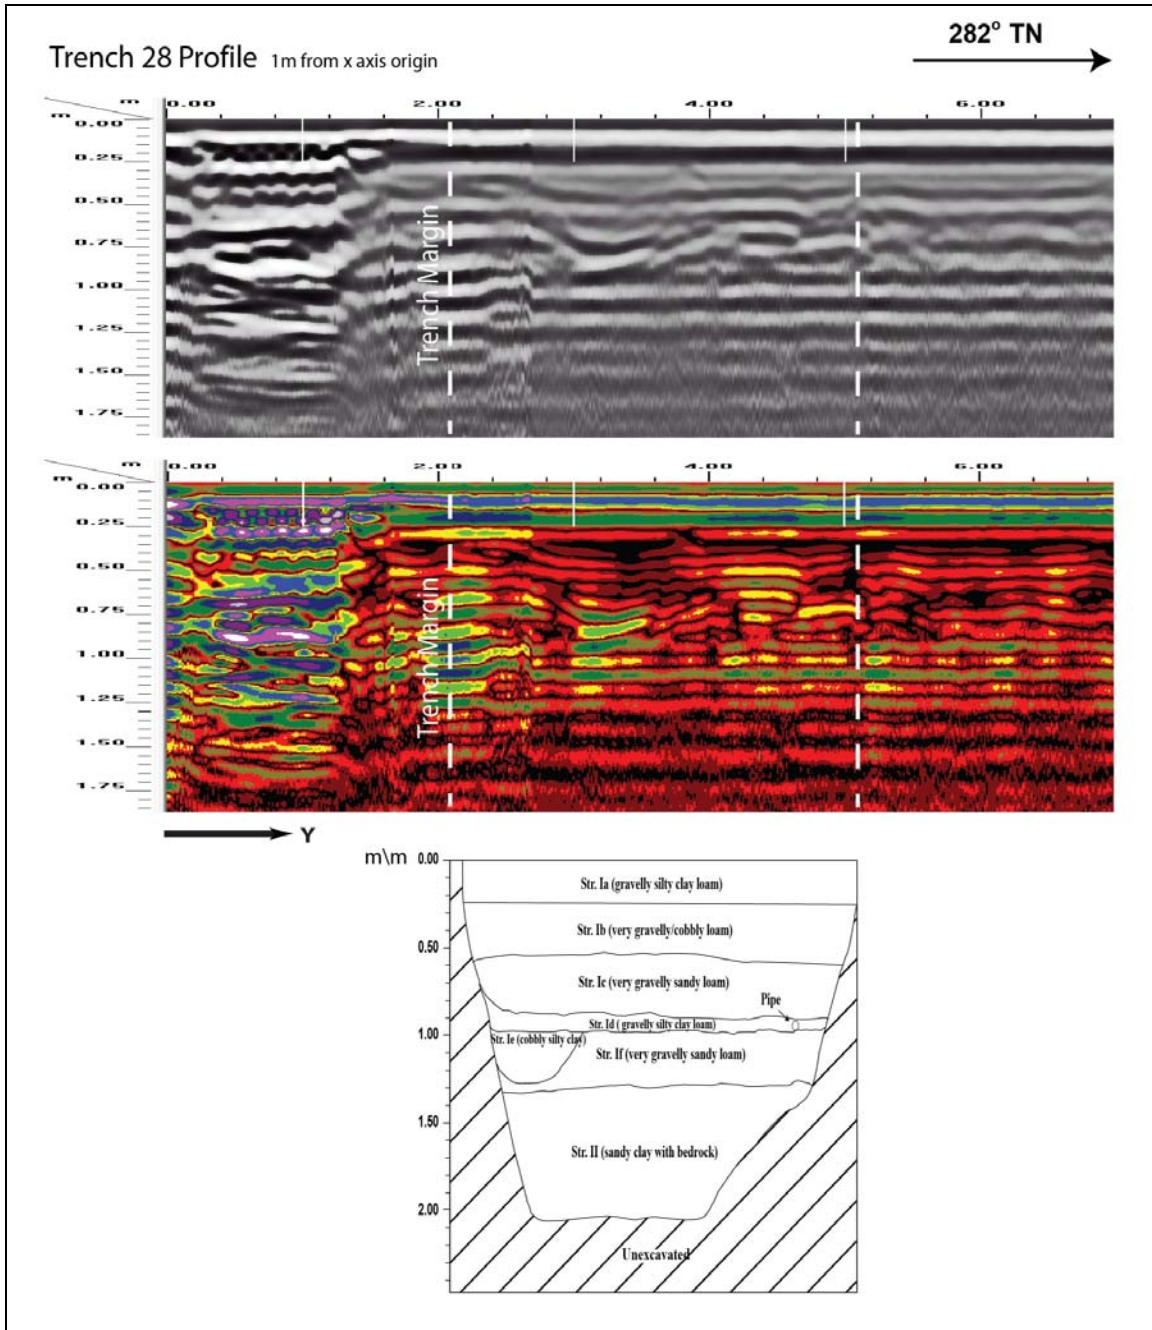 282° TN
Trench 28 Profile 1m from x axis origin
m 0.00 2.00 4.00 6.00
m
0.00
0.25
0.50
0.75
1.00
1.25
1.50
1.75
Trench Margin
m 0.00 2.00 4.00 6.00
m
0.00
0.25
0.50
0.75
1.00
1.25
1.50
1.75
Trench Margin
Y
m\m
0.00
Str. Ia (gravelly silty clay loam)
Str. Ib (very gravelly/cobbly loam)
0.50
Str. Ic (very gravelly sandy loam)
Pipe
Str. Id ( gravelly silty clay loam)
1.00
Str. Ie (cobbly silty clay)
Str. If (very gravelly sandy loam)
1.50
Str. II (sandy clay with bedrock)
2.00
Unexcavated